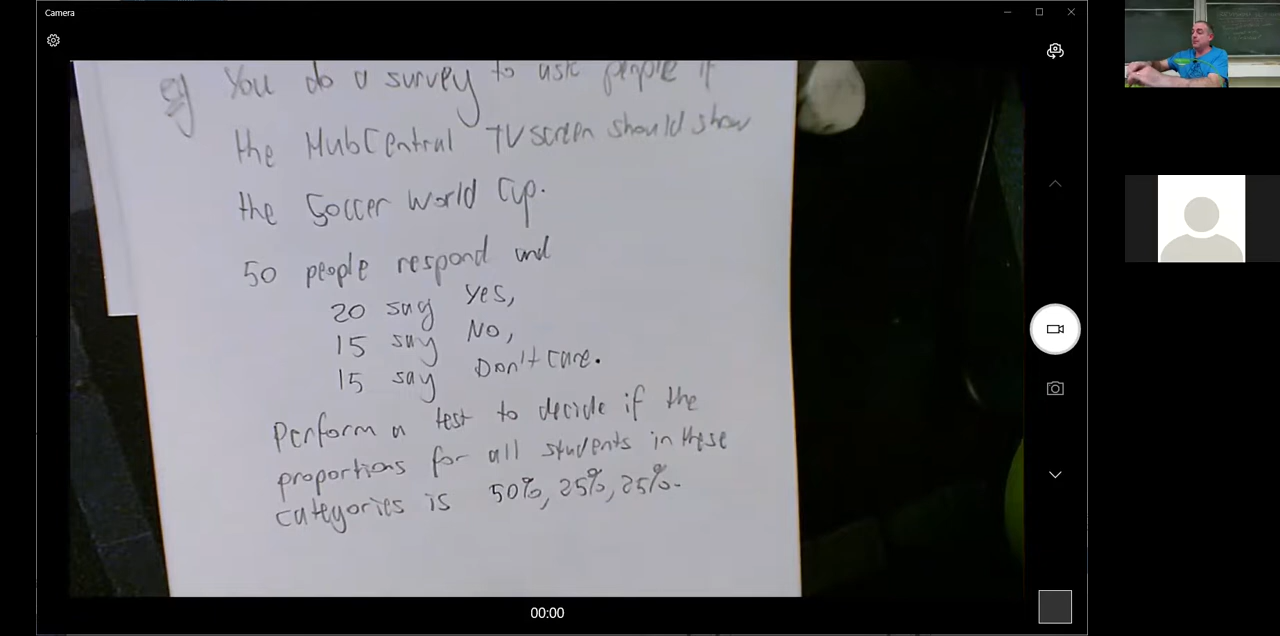 Camera
eg You do a survey to ask people if
the HubCentral TV screen should show
the Soccer World Cup.
50 people respond and
20 say Yes,
15 say No,
15 say Don't care.
Perform a test to decide if the
proportions for all students in these
categories is 50%, 25%, 25%.
00:00